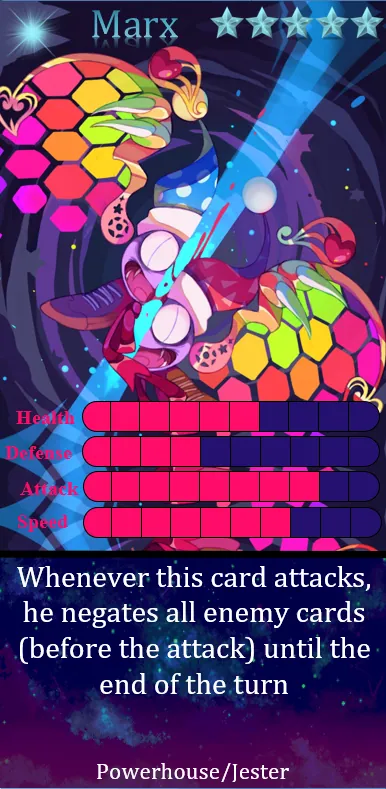 Marx
Health
Defense
Attack
Speed
Whenever this card attacks,
he negates all enemy cards
(before the attack) until the
end of the turn
Powerhouse/Jester